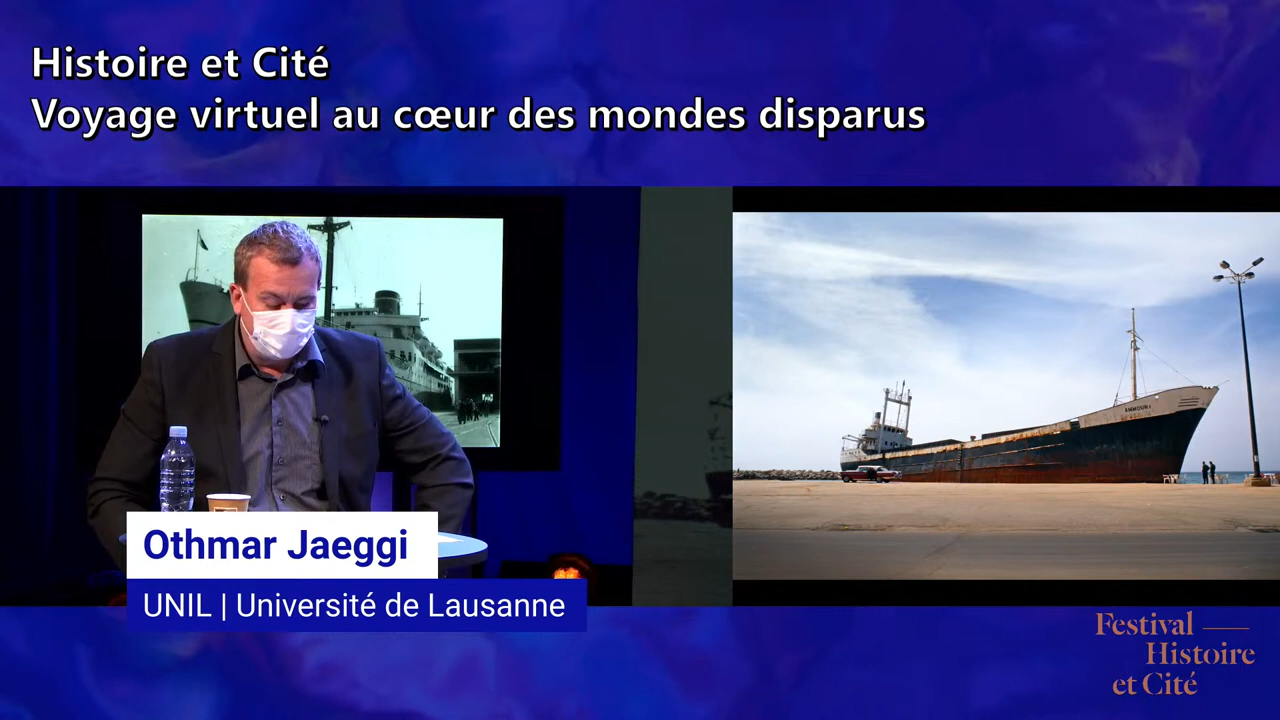 Histoire et Cité
Voyage virtuel au cœur des mondes disparus
Othmar Jaeggi
UNIL | Université de Lausanne
Festival
Histoire
et Cité